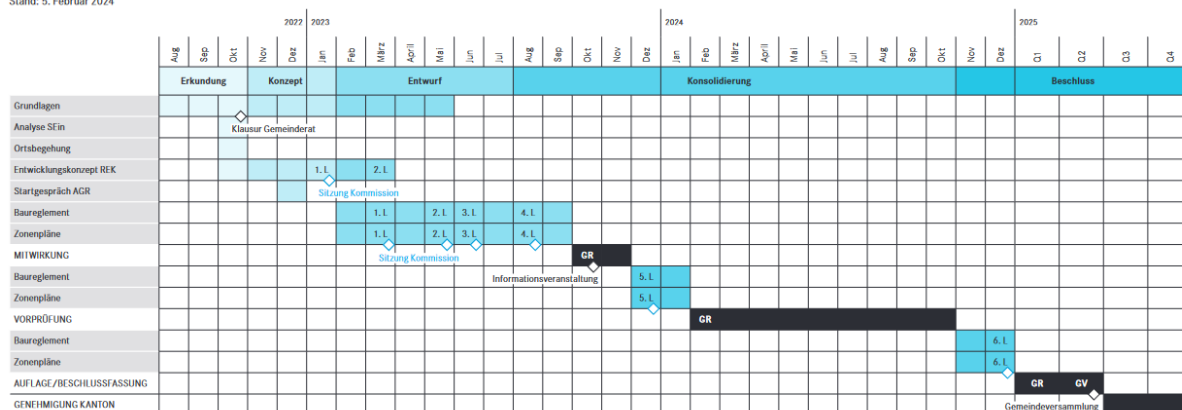 Stand: 5. Februar 2024
2022 2023 2024 2025
Aug Sep Okt Nov Dez Jan Feb März April Mai Jun Jul Aug Sep Okt Nov Dez Jan Feb März April Mai Jun Jul Aug Sep Okt Nov Dez Q1 Q2 Q3 Q4
Erkundung Konzept Entwurf Konsolidierung Beschluss
Grundlagen
Analyse SEin
Klausur Gemeinderat
Ortsbegehung
Entwicklungskonzept REK 1. L 2. L
Startgespräch AGR
Sitzung Kommission
Baureglement 1. L 2. L 3. L 4. L
Zonenpläne 1. L 2. L 3. L 4. L
MITWIRKUNG GR
Sitzung Kommission
Baureglement 5. L
Informationsveranstaltung
Zonenpläne 5. L
VORPRÜFUNG GR
Baureglement 6. L
Zonenpläne 6. L
AUFLAGE/BESCHLUSSFASSUNG GR GV
GENEHMIGUNG KANTON
Gemeindeversammlung